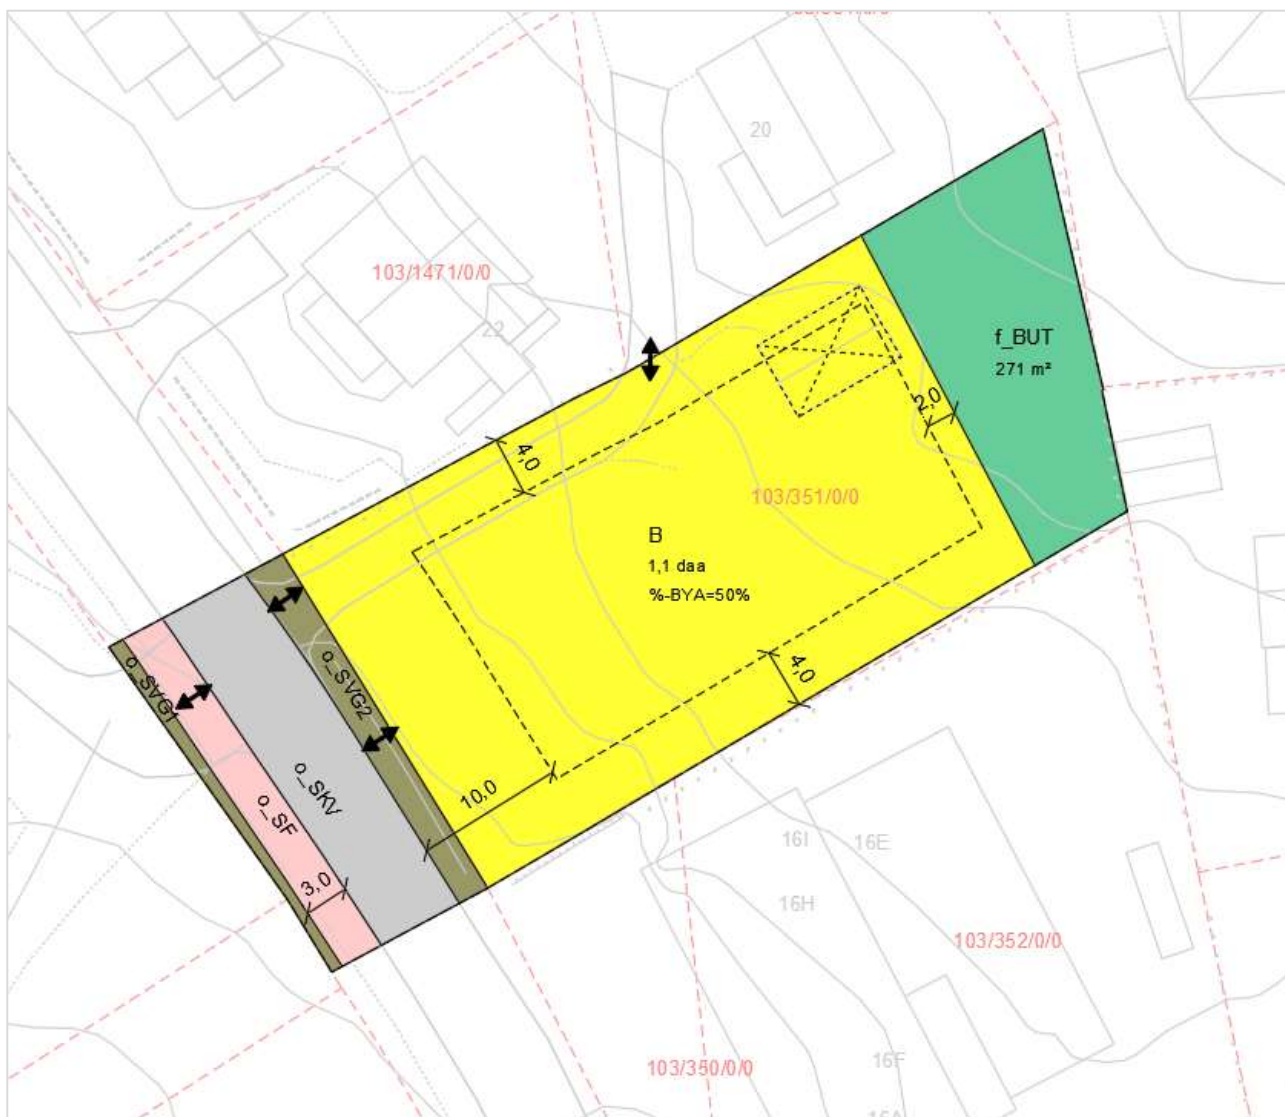 20
103/1471/0/0
22
f_BUT
271 m²
2,0
4,0
103/351/0/0
B
1,1 daa
%-BYA=50%
o_SVG1
o_SVG2
4,0
o_SKV
10,0
o_SF
3,0
16I
16E
16H
103/352/0/0
16F
103/350/0/0